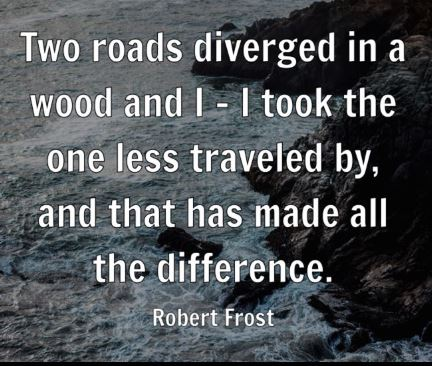 Two roads diverged in a
wood and I - I took the
one less traveled by,
and that has made all
the difference.
Robert Frost